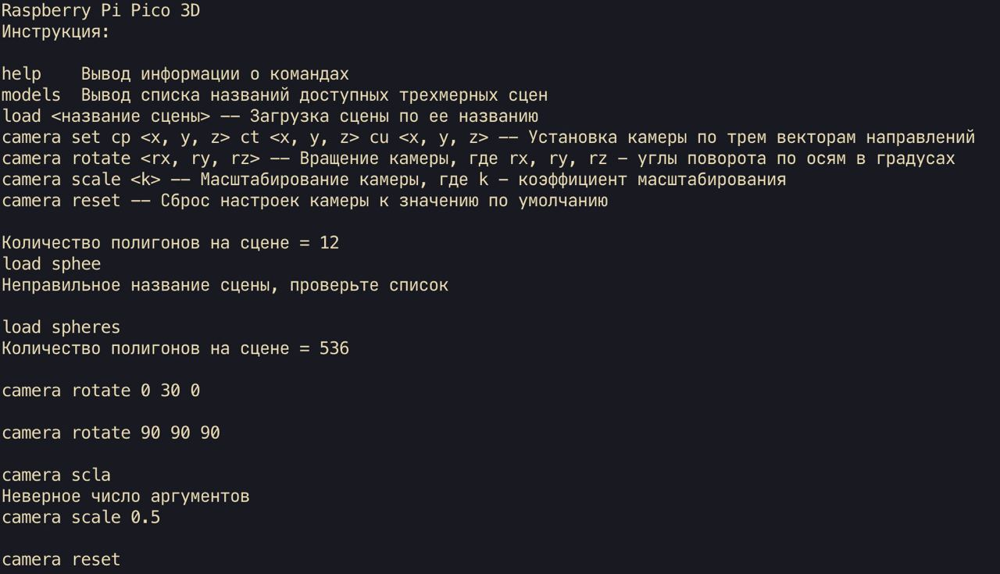 Raspberry Pi Pico 3D
Инструкция:
help    Вывод информации о командах
models  Вывод списка названий доступных трехмерных сцен
load <название сцены> -- Загрузка сцены по ее названию
camera set cp <x, y, z> ct <x, y, z> cu <x, y, z> -- Установка камеры по трем векторам направлений
camera rotate <rx, ry, rz> -- Вращение камеры, где rx, ry, rz - углы поворота по осям в градусах
camera scale <k> -- Масштабирование камеры, где k - коэффициент масштабирования
camera reset -- Сброс настроек камеры к значению по умолчанию
Количество полигонов на сцене = 12
load sphee
Неправильное название сцены, проверьте список
load spheres
Количество полигонов на сцене = 536
camera rotate 0 30 0
camera rotate 90 90 90
camera scla
Неверное число аргументов
camera scale 0.5
camera reset